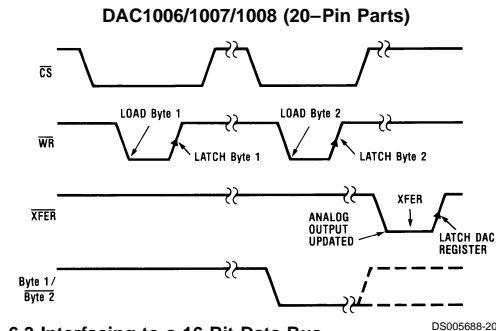 DAC1006/1007/1008 (20–Pin Parts)
CS
LOAD Byte 1
LOAD Byte 2
WR
LATCH Byte 1
LATCH Byte 2
XFER
XFER
ANALOG
OUTPUT
UPDATED
LATCH DAC
REGISTER
Byte 1/
Byte 2
DS005688-20